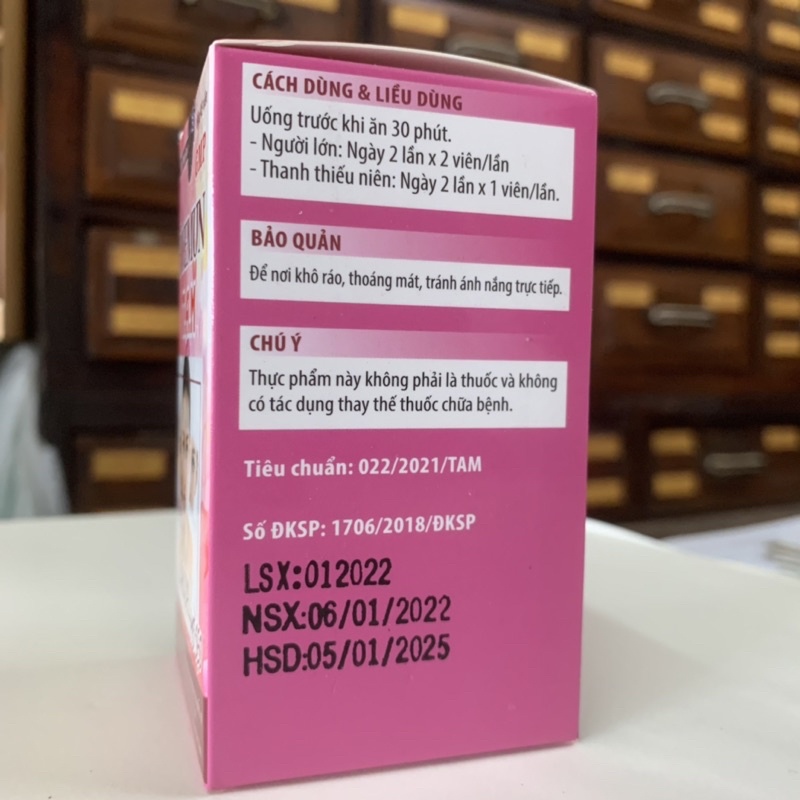 CÁCH DÙNG & LIỀU DÙNG
Uống trước khi ăn 30 phút.
- Người lớn: Ngày 2 lần x 2 viên/lần
- Thanh thiếu niên: Ngày 2 lần x 1 viên/lần.
BẢO QUẢN
Để nơi khô ráo, thoáng mát, tránh ánh nắng trực tiếp.
CHÚ Ý
Thực phẩm này không phải là thuốc và không
có tác dụng thay thế thuốc chữa bệnh.
Tiêu chuẩn: 022/2021/TAM
Số ĐKSP: 1706/2018/ĐKSP
LSX:012022
NSX:06/01/2022
HSD:05/01/2025